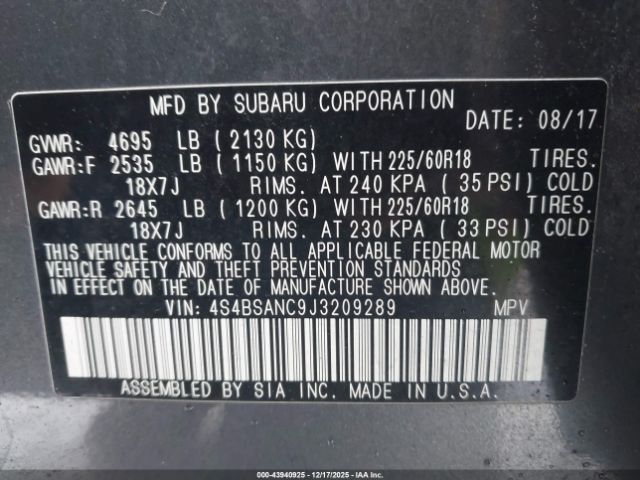 MFD BY SUBARU CORPORATION
DATE: 08/17
GVWR: 4695 LB ( 2130 KG)
GAWR:F 2535 LB ( 1150 KG) WITH 225/60R18 TIRES.
18X7J RIMS. AT 240 KPA ( 35 PSI) COLD
GAWR:R 2645 LB ( 1200 KG) WITH 225/60R18 TIRES.
18X7J RIMS. AT 230 KPA ( 33 PSI) COLD
THIS VEHICLE CONFORMS TO ALL APPLICABLE FEDERAL MOTOR
VEHICLE SAFETY AND THEFT PREVENTION STANDARDS
IN EFFECT ON THE DATE OF MANUFACTURE SHOWN ABOVE.
VIN: 4S4BSANC9J3209289 MPV
ASSEMBLED BY SIA INC. MADE IN U.S.A.
000-43940925 - 12/17/2025 - IAAI.COM